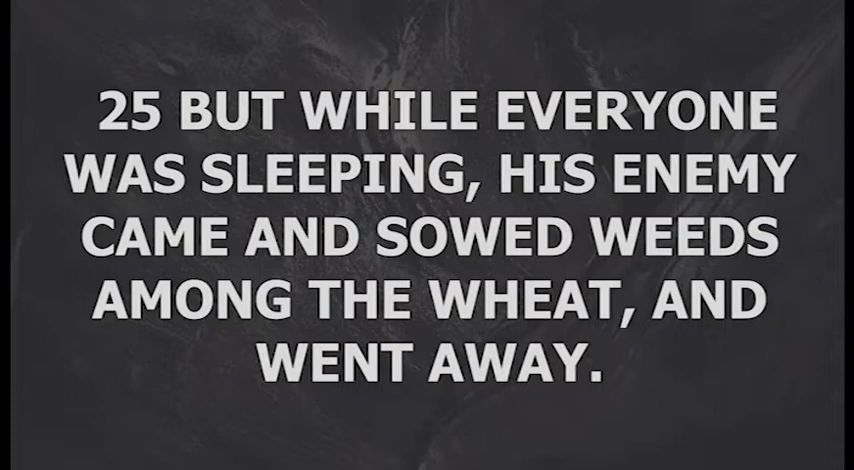 25 BUT WHILE EVERYONE
WAS SLEEPING, HIS ENEMY
CAME AND SOWED WEEDS
AMONG THE WHEAT, AND
WENT AWAY.